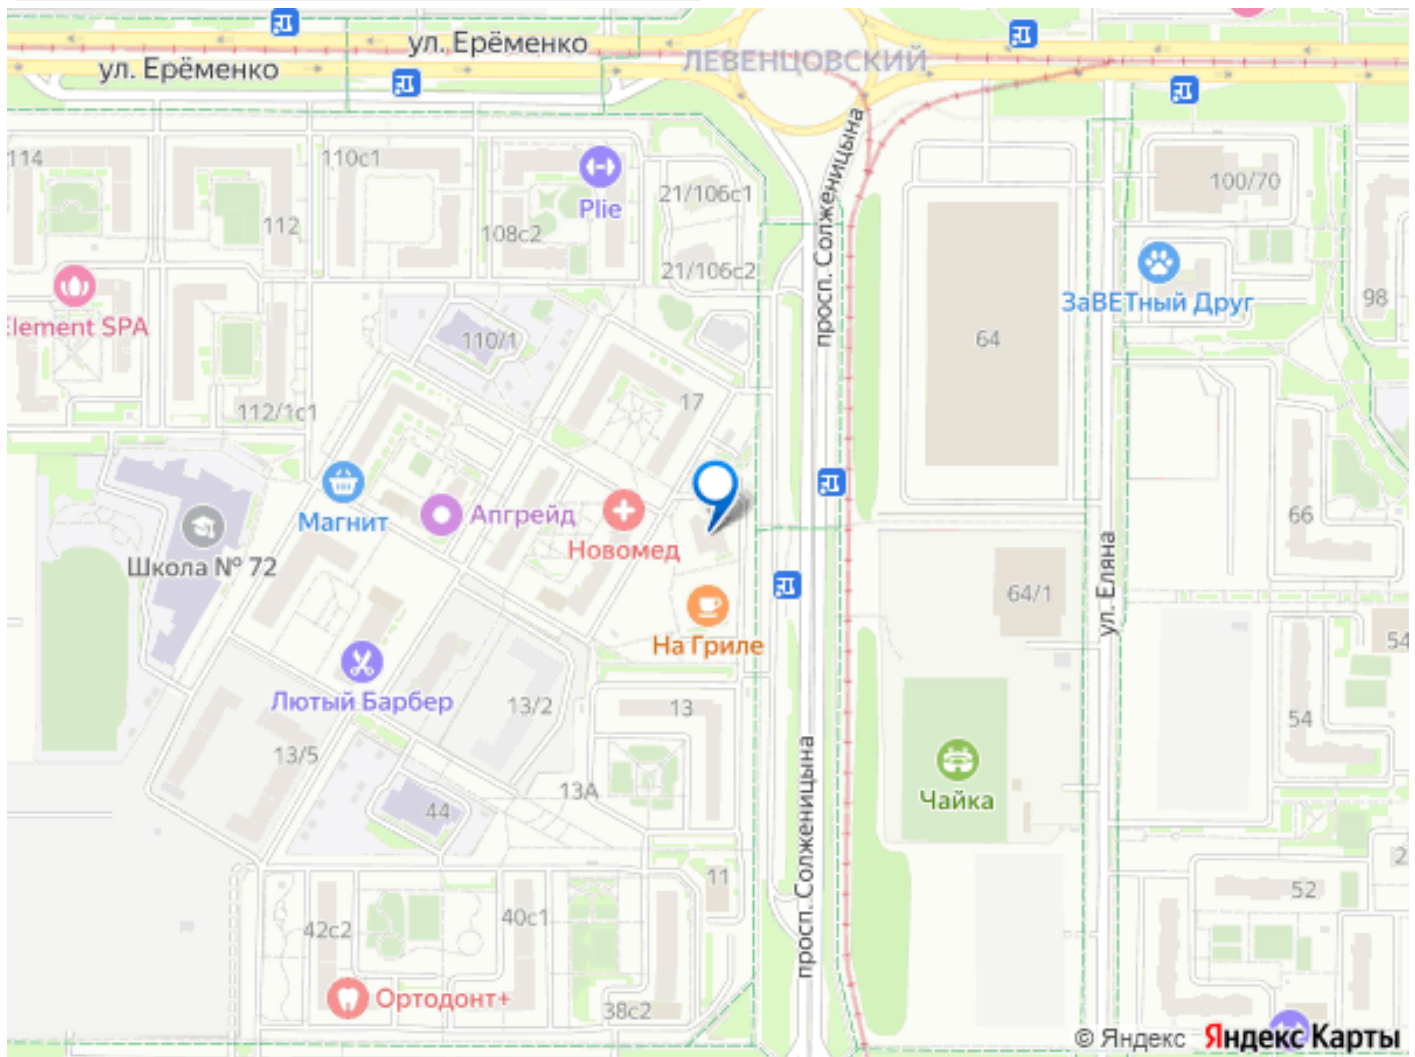 ул. Ерёменко
ул. Ерёменко
ЛЕВЕНЦОВСКИЙ
114
110с1
Plie
21/106с1
100/70
112
108с2
просп. Солженицына
21/106с2
ЗаВЕТный Друг
98
Element SPA
110/1
64
112/1с1
17
Магнит
Апгрейд
66
Новомед
Школа № 72
64/1
ул. Еляна
На Гриле
54
Лютый Барбер
13/2
13
54
13/5
13А
просп. Солженицына
Чайка
44
2
11
52
42с2
40с1
Ортодонт+
38с2
© Яндекс Яндекс Карты